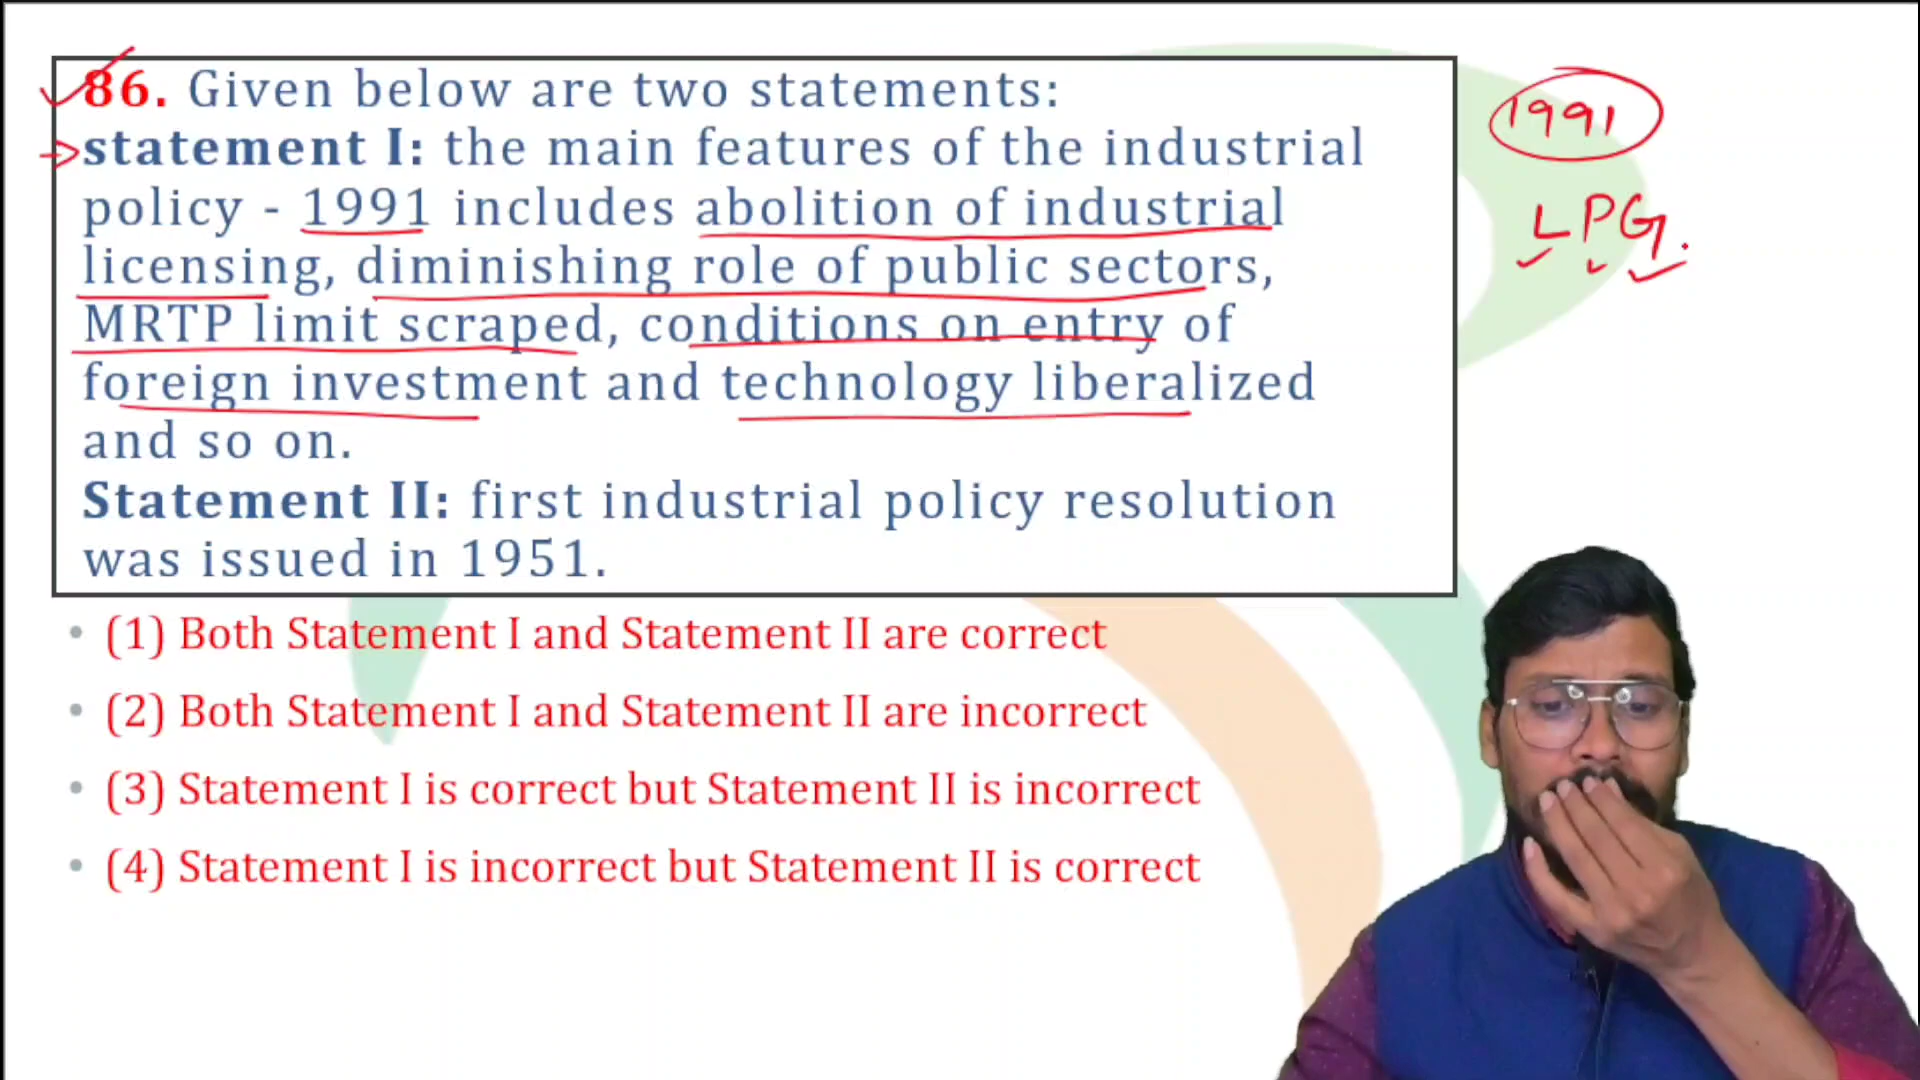 86. Given below are two statements:
statement I: the main features of the industrial
policy - 1991 includes abolition of industrial
licensing, diminishing role of public sectors,
MRTP limit scraped, conditions on entry of
foreign investment and technology liberalized
and so on.
Statement II: first industrial policy resolution
was issued in 1951.
(1) Both Statement I and Statement II are correct
(2) Both Statement I and Statement II are incorrect
(3) Statement I is correct but Statement II is incorrect
(4) Statement I is incorrect but Statement II is correct
1991
LPG.